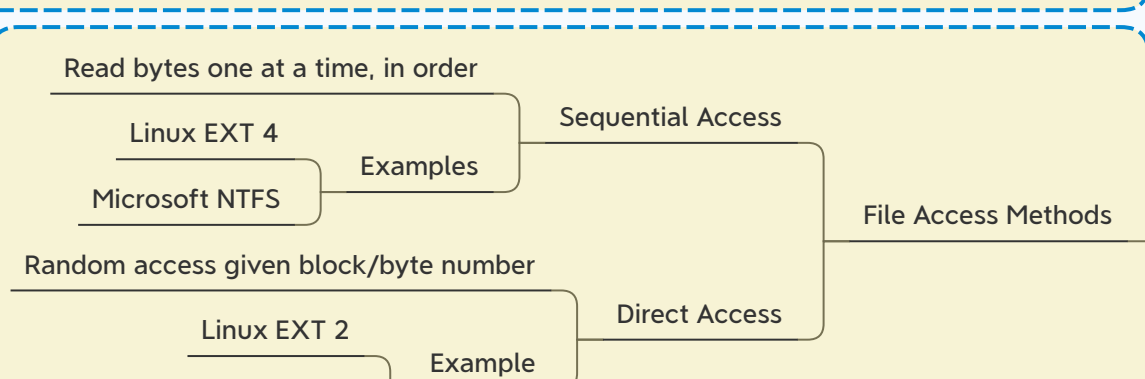 Read bytes one at a time, in order
Sequential Access
Linux EXT 4
Examples
Microsoft NTFS
File Access Methods
Random access given block/byte number
Direct Access
Linux EXT 2
Example